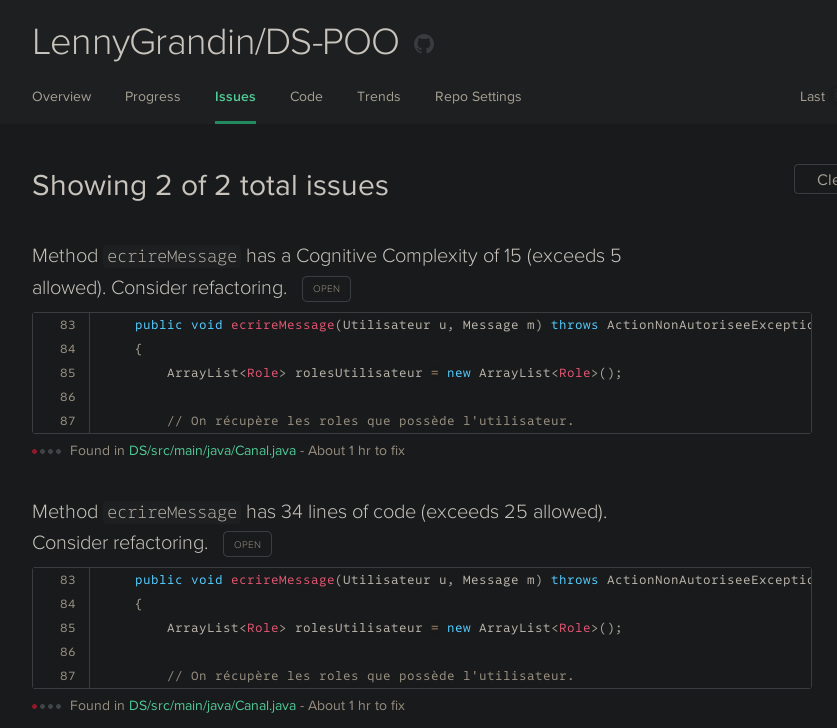 LennyGrandin/DS-POO
Overview Progress Issues Code Trends Repo Settings Last
Showing 2 of 2 total issues
Cle
Method ecrireMessage has a Cognitive Complexity of 15 (exceeds 5
allowed). Consider refactoring. OPEN
83 public void ecrireMessage(Utilisateur u, Message m) throws ActionNonAutoriseeExceptio
84 {
85 ArrayList<Role> rolesUtilisateur = new ArrayList<Role>();
86
87 // On récupère les roles que possède l'utilisateur.
Found in DS/src/main/java/Canal.java - About 1 hr to fix
Method ecrireMessage has 34 lines of code (exceeds 25 allowed).
Consider refactoring. OPEN
83 public void ecrireMessage(Utilisateur u, Message m) throws ActionNonAutoriseeExceptio
84 {
85 ArrayList<Role> rolesUtilisateur = new ArrayList<Role>();
86
87 // On récupère les roles que possède l'utilisateur.
Found in DS/src/main/java/Canal.java - About 1 hr to fix